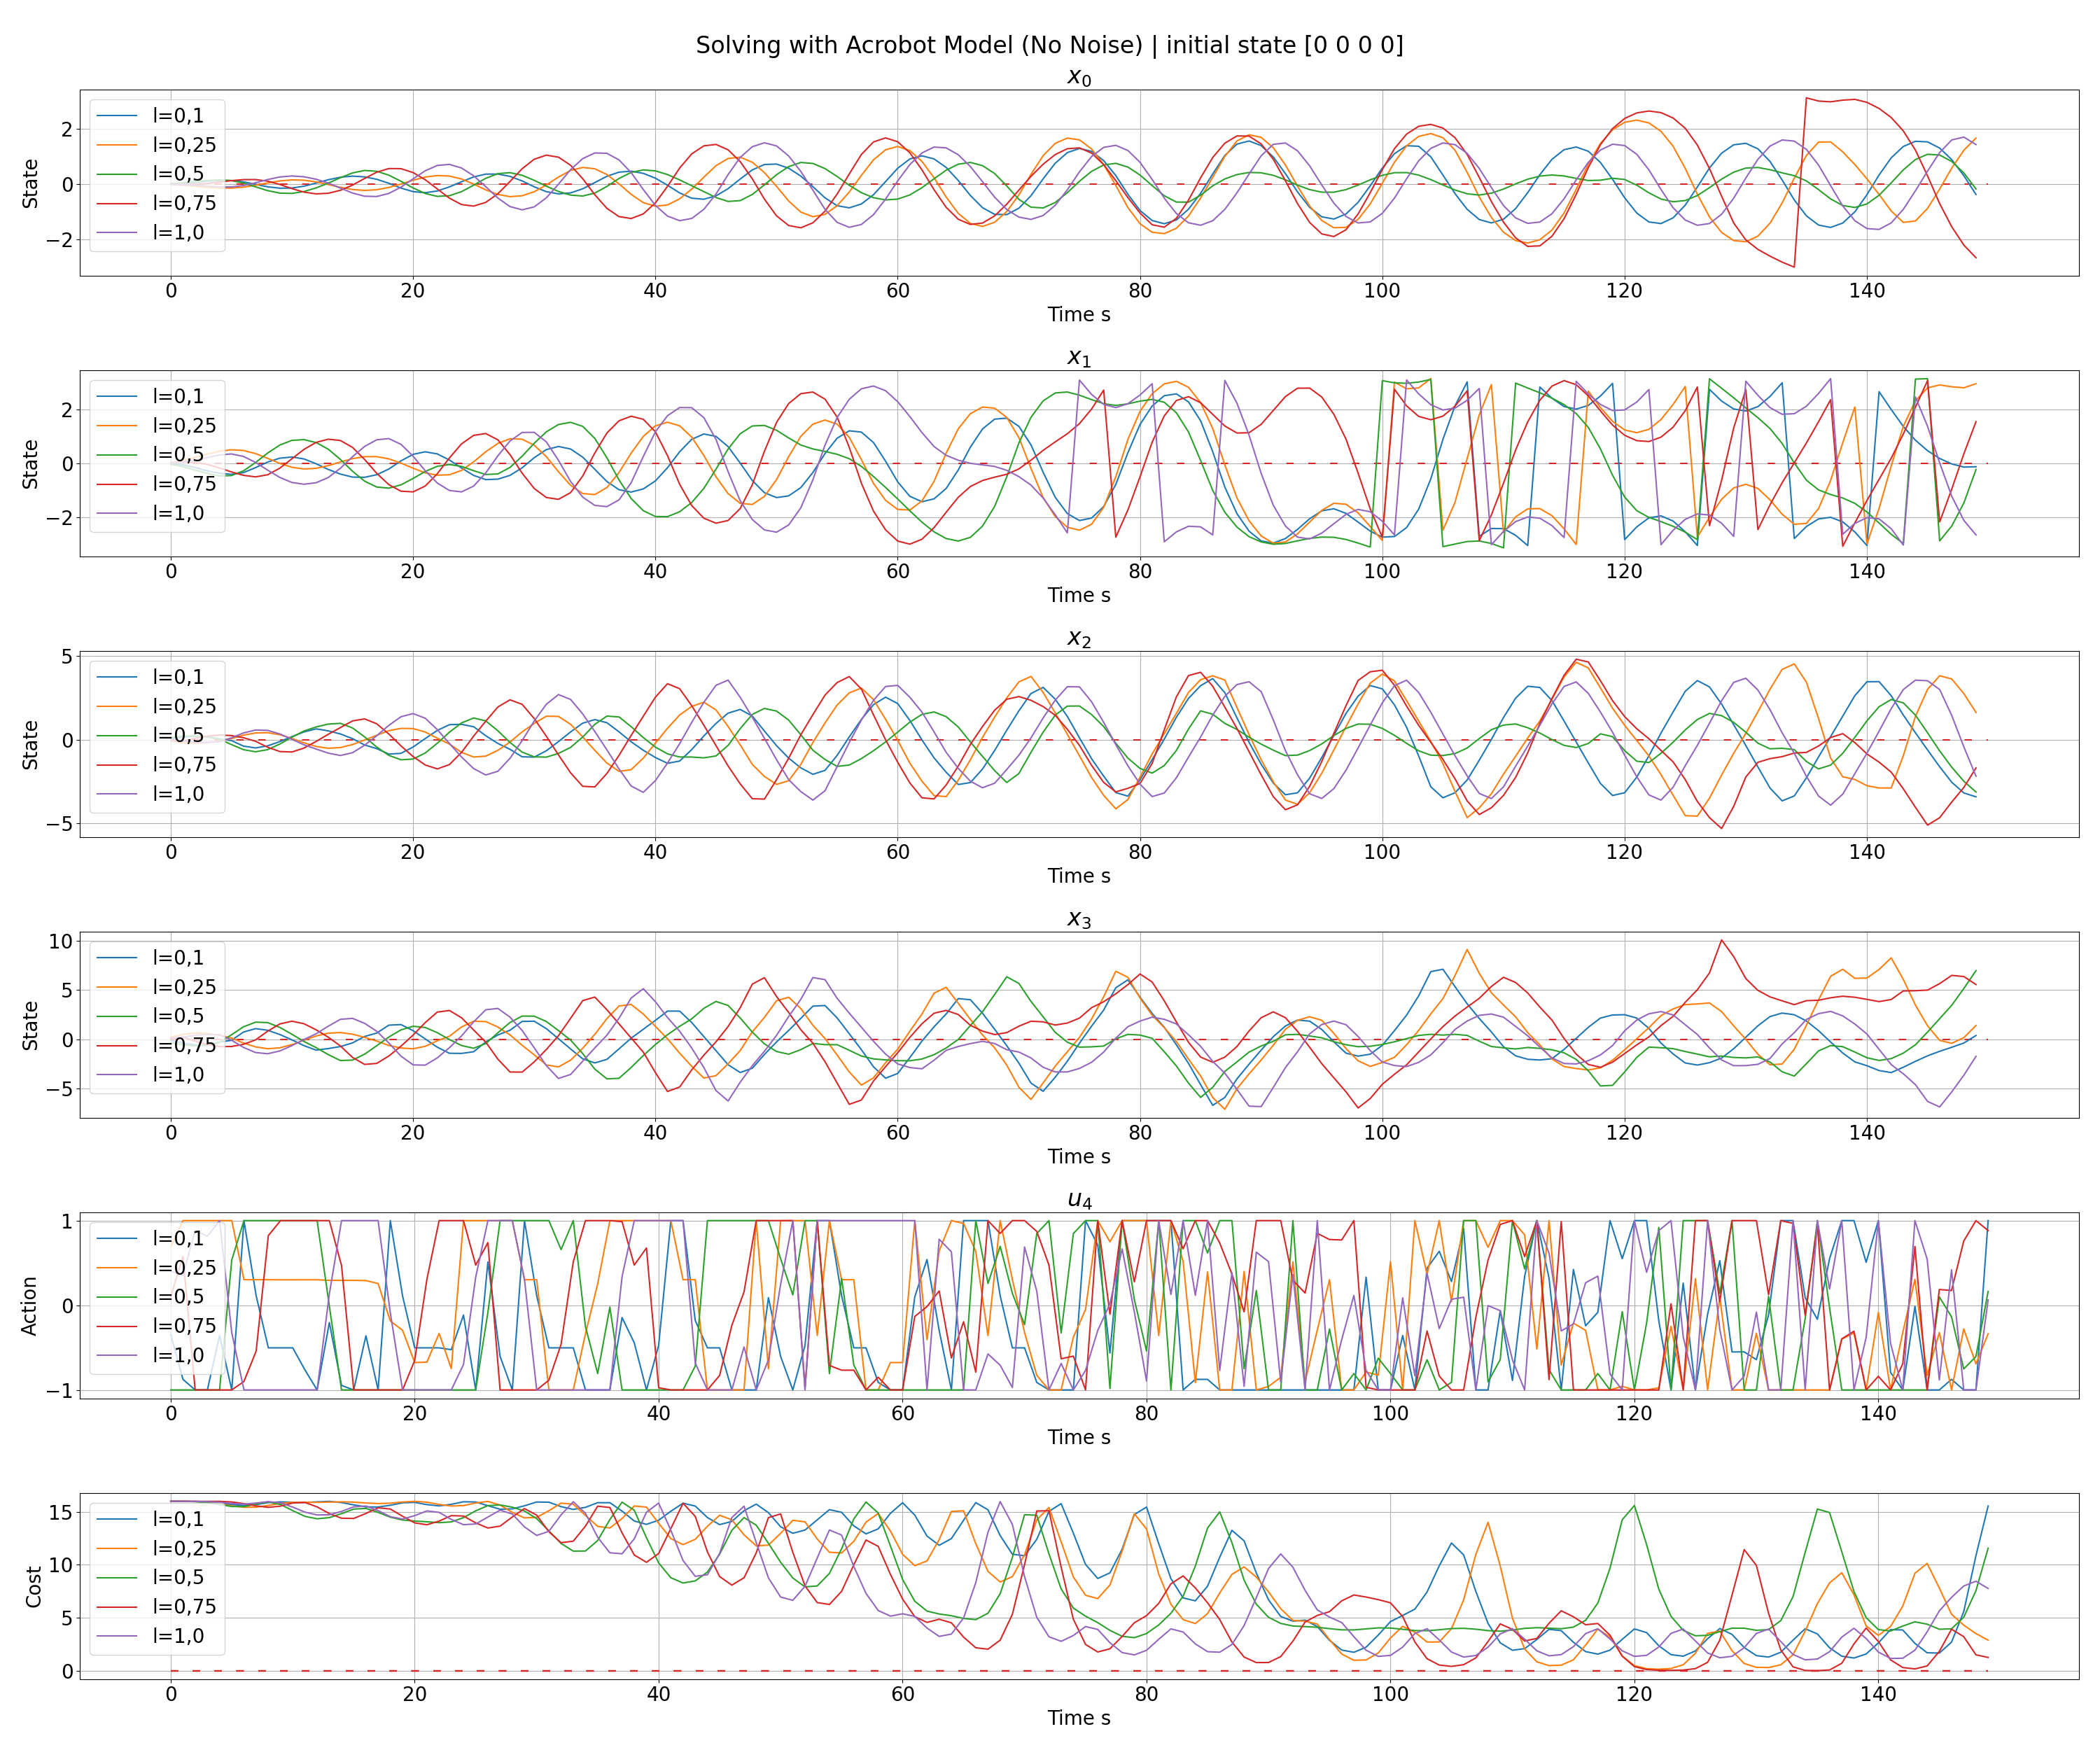 Solving with Acrobot Model (No Noise) | initial state [0 0 0 0]
x₀
State
2
0
−2
l=0,1
l=0,25
l=0,5
l=0,75
l=1,0
0 20 40 60 80 100 120 140
Time s
x₁
State
2
0
−2
l=0,1
l=0,25
l=0,5
l=0,75
l=1,0
0 20 40 60 80 100 120 140
Time s
x₂
State
5
0
−5
l=0,1
l=0,25
l=0,5
l=0,75
l=1,0
0 20 40 60 80 100 120 140
Time s
x₃
State
10
5
0
−5
l=0,1
l=0,25
l=0,5
l=0,75
l=1,0
0 20 40 60 80 100 120 140
Time s
u₄
Action
1
0
−1
l=0,1
l=0,25
l=0,5
l=0,75
l=1,0
0 20 40 60 80 100 120 140
Time s
Cost
15
10
5
0
l=0,1
l=0,25
l=0,5
l=0,75
l=1,0
0 20 40 60 80 100 120 140
Time s